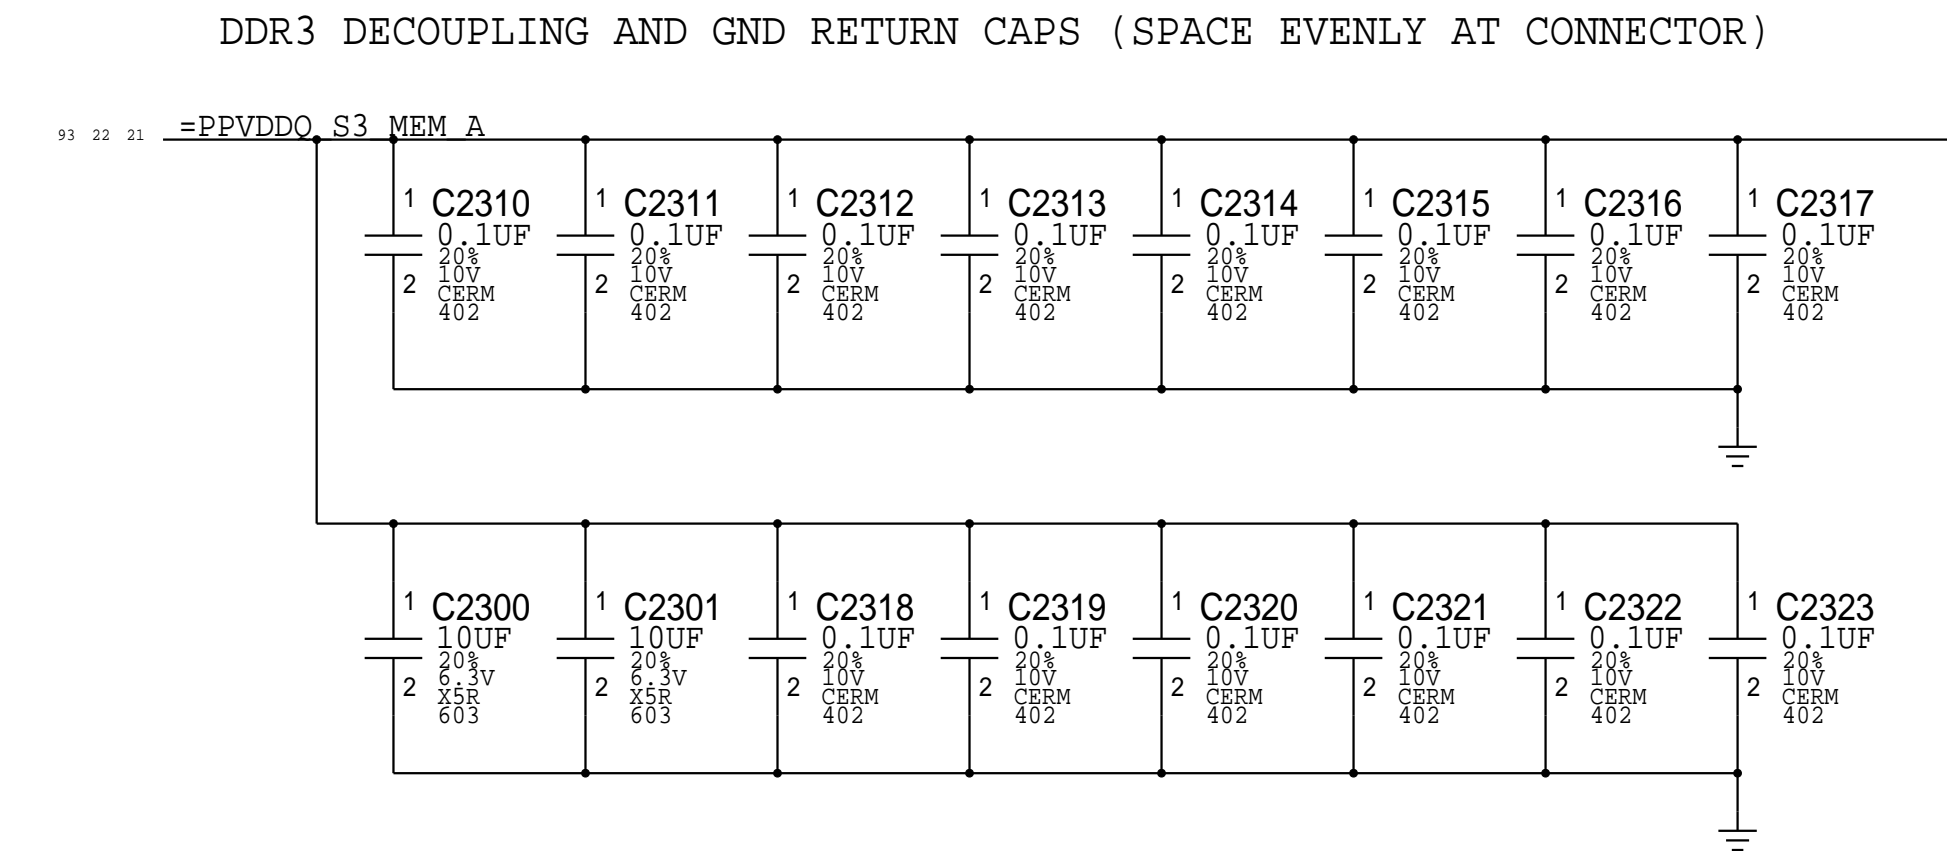 DDR3 DECOUPLING AND GND RETURN CAPS (SPACE EVENLY AT CONNECTOR)
93 22 21 =PPVDDQ_S3_MEM_A
1 C2310 1 C2311 1 C2312 1 C2313 1 C2314 1 C2315 1 C2316 1 C2317
0.1UF 0.1UF 0.1UF 0.1UF 0.1UF 0.1UF 0.1UF 0.1UF
20% 20% 20% 20% 20% 20% 20% 20%
10V 10V 10V 10V 10V 10V 10V 10V
2 CERM 2 CERM 2 CERM 2 CERM 2 CERM 2 CERM 2 CERM 2 CERM
402 402 402 402 402 402 402 402
1 C2300 1 C2301 1 C2318 1 C2319 1 C2320 1 C2321 1 C2322 1 C2323
10UF 10UF 0.1UF 0.1UF 0.1UF 0.1UF 0.1UF 0.1UF
20% 20% 20% 20% 20% 20% 20% 20%
6.3V 6.3V 10V 10V 10V 10V 10V 10V
2 X5R 2 X5R 2 CERM 2 CERM 2 CERM 2 CERM 2 CERM 2 CERM
603 603 402 402 402 402 402 402